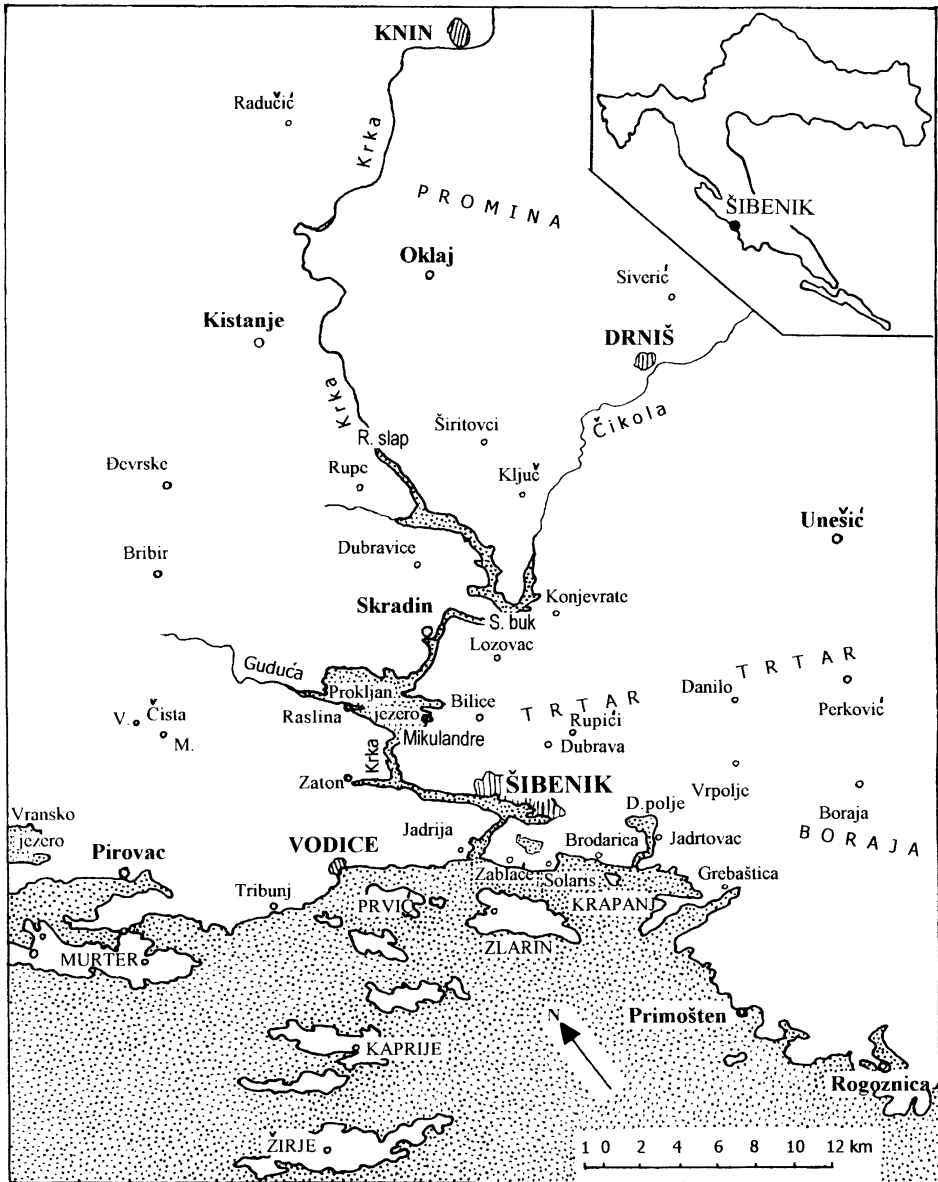 KNIN
Radučić
Krka
PROMINA
ŠIBENIK
Oklaj
Siverić
Kistanje
DRNIŠ
Krka
Čikola
Širitovci
R. slap
Đevrske
Rupe
Ključ
Unešić
Bribir
Dubravice
Skradin
Konjevrate
S. buk
Lozovac
Guduća
TRTAR
Prokljan.
jezero
Bilice
TRTAR
Danilo
Perković
Raslina
Rupići
V. Čista
M.
Mikulandre
Dubrava
Krka
Zaton
ŠIBENIK
Vrpolje
D.polje
Boraja
Vransko
jezero
Jadrija
Brodarica
Jadrtovac
BORAJA
Pirovac
VODICE
Zablaće
Solaris
Grebaštica
Tribunj
PRVIĆ
KRAPANJ
MURTER
ZLARIN
N
Primošten
KAPRIJE
Rogoznica
ŽIRJE
1 0 2 4 6 8 10 12 km